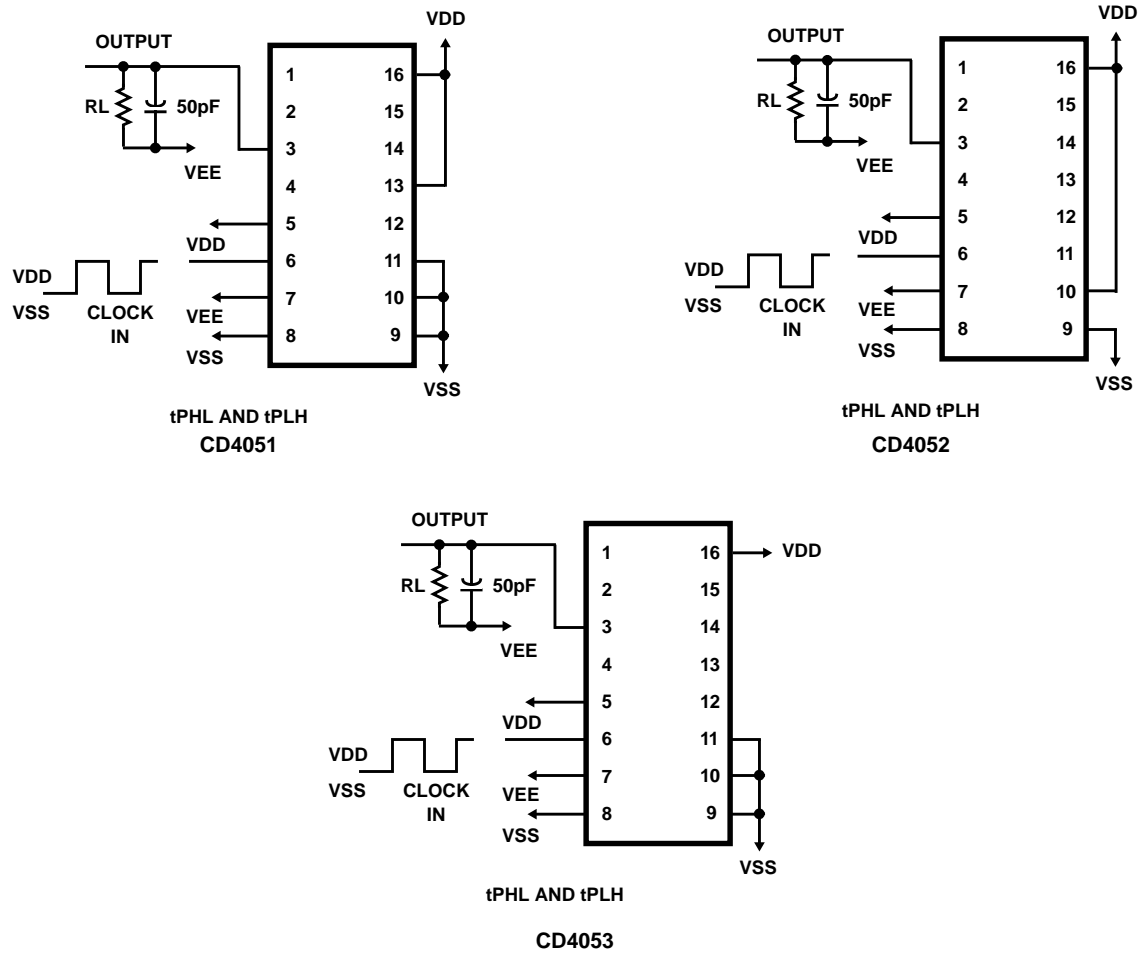 VDD
OUTPUT
1 16
RL 50pF 2 15
3 14
VEE
4 13
5 12
VDD
VDD 6 11
VSS CLOCK IN 7 10
VEE
8 9
VSS
VSS
tPHL AND tPLH
CD4051
VDD
OUTPUT
1 16
RL 50pF 2 15
3 14
VEE
4 13
5 12
VDD
VDD 6 11
VSS CLOCK IN 7 10
VEE
8 9
VSS
VSS
tPHL AND tPLH
CD4052
OUTPUT
1 16 VDD
RL 50pF 2 15
3 14
VEE
4 13
5 12
VDD
VDD 6 11
VSS CLOCK IN 7 10
VEE
8 9
VSS
VSS
tPHL AND tPLH
CD4053